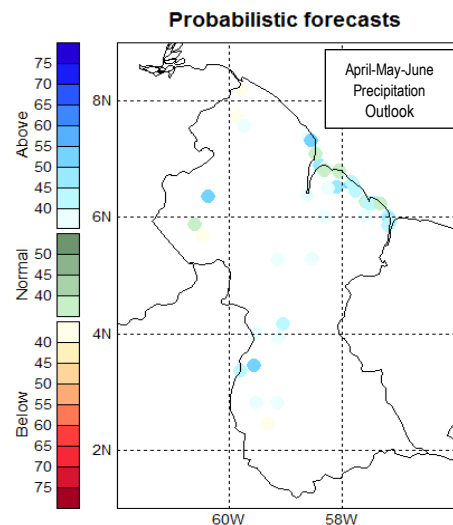 Probabilistic forecasts
April-May-June
Precipitation
Outlook
Above
75
70
65
60
55
50
45
40
Normal
50
45
40
Below
40
45
50
55
60
65
70
75
8N
6N
4N
2N
60W
58W